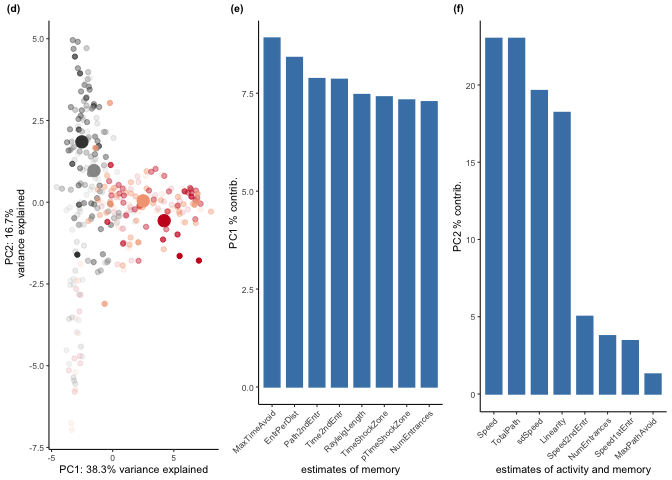 (d)
(e)
(f)
5.0
2.5
0.0
-2.5
-5.0
-7.5
PC2: 16.7%
variance explained
-5
0
5
PC1: 38.3% variance explained
7.5
5.0
2.5
0.0
PC1 % contrib.
MaxTimeAvoid
EntrPerDist
Path2ndEntr
Time2ndEntr
RayleigLength
TimeShockZone
pTimeShockZone
NumEntrances
estimates of memory
20
15
10
5
0
PC2 % contrib.
Speed
TotalPath
sdSpeed
Linearity
Speed2ndEntr
NumEntrances
Speed1stEntr
MaxPathAvoid
estimates of activity and memory